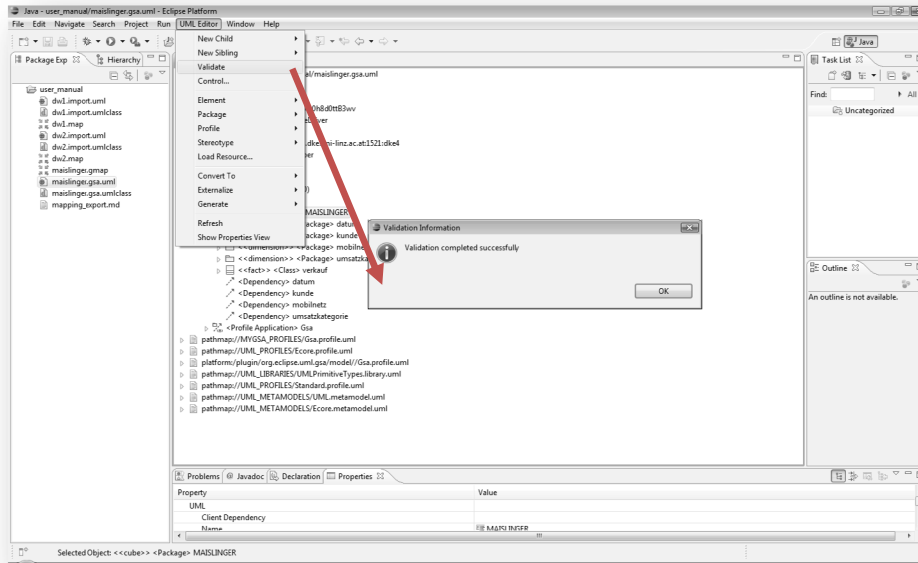 Java - user_manual/maislinger.gsa.uml - Eclipse Platform
File Edit Navigate Search Project Run UML Editor Window Help
Java
Package Exp Hierarchy
user_manual
dw1.import.uml
dw1.import.umlclass
dw1.map
dw2.import.uml
dw2.import.umlclass
dw2.map
maislinger.gmap
maislinger.gsa.uml
maislinger.gsa.umlclass
mapping_export.md
New Child
New Sibling
Validate
Control...
Element
Package
Profile
Stereotype
Load Resource...
Convert To
Externalize
Generate
Refresh
Show Properties View
al/maislinger.gsa.uml
0h8d0ttB3wv
.dke.uni-linz.ac.at:1521:dke4
MAISLINGER
ackage> datum
ackage> kunde
<<dimension>> <Package> mobilne
<<dimension>> <Package> umsatzka
<<fact>> <Class> verkauf
<Dependency> datum
<Dependency> kunde
<Dependency> mobilnetz
<Dependency> umsatzkategorie
<Profile Application> Gsa
pathmap://MYGSA_PROFILES/Gsa.profile.uml
pathmap://UML_PROFILES/Ecore.profile.uml
platform:/plugin/org.eclipse.uml.gsa/model//Gsa.profile.uml
pathmap://UML_LIBRARIES/UMLPrimitiveTypes.library.uml
pathmap://UML_PROFILES/Standard.profile.uml
pathmap://UML_METAMODELS/UML.metamodel.uml
pathmap://UML_METAMODELS/Ecore.metamodel.uml
Validation Information
Validation completed successfully
OK
Task List
Find: All
Uncategorized
Outline
An outline is not available.
Problems @ Javadoc Declaration Properties
Property Value
UML
Client Dependency
Name MAISLINGER
Selected Object: <<cube>> <Package> MAISLINGER